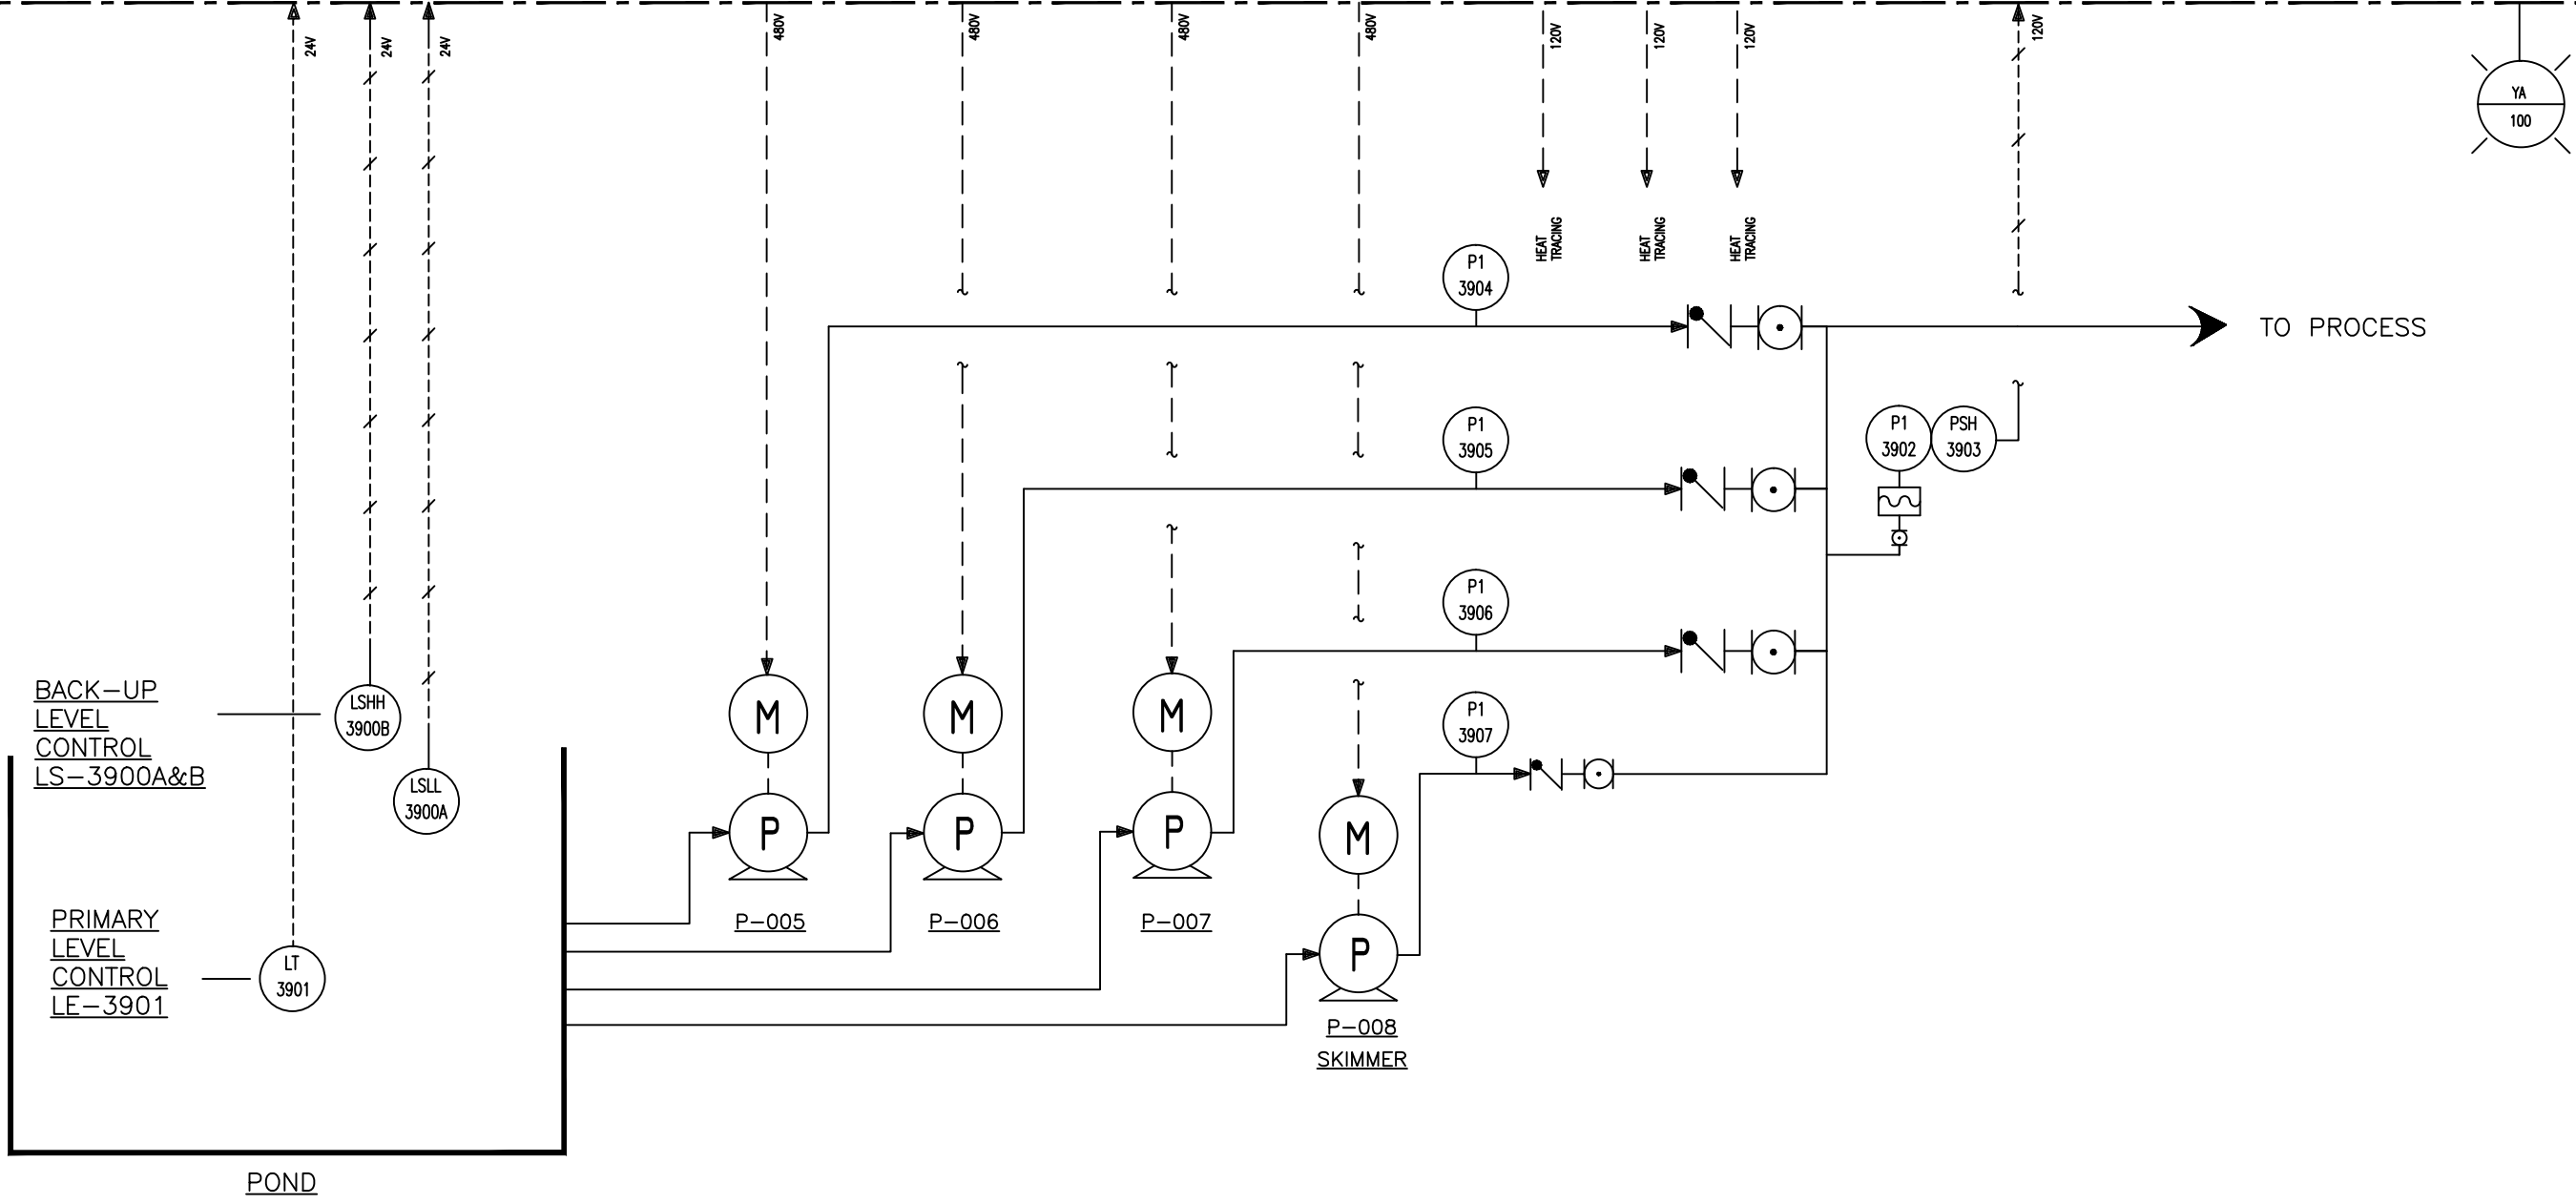 24V
24V
24V
480V
480V
480V
480V
120V
120V
120V
120V
YA
100
HEAT
TRACING
HEAT
TRACING
HEAT
TRACING
P1
3904
TO PROCESS
P1
3905
P1
3902
PSH
3903
P1
3906
BACK-UP
LEVEL
CONTROL
LS-3900A&B
LSHH
3900B
LSLL
3900A
M
M
M
P1
3907
M
P
P
P
P
P-005
P-006
P-007
PRIMARY
LEVEL
CONTROL
LE-3901
LT
3901
P-008
SKIMMER
POND